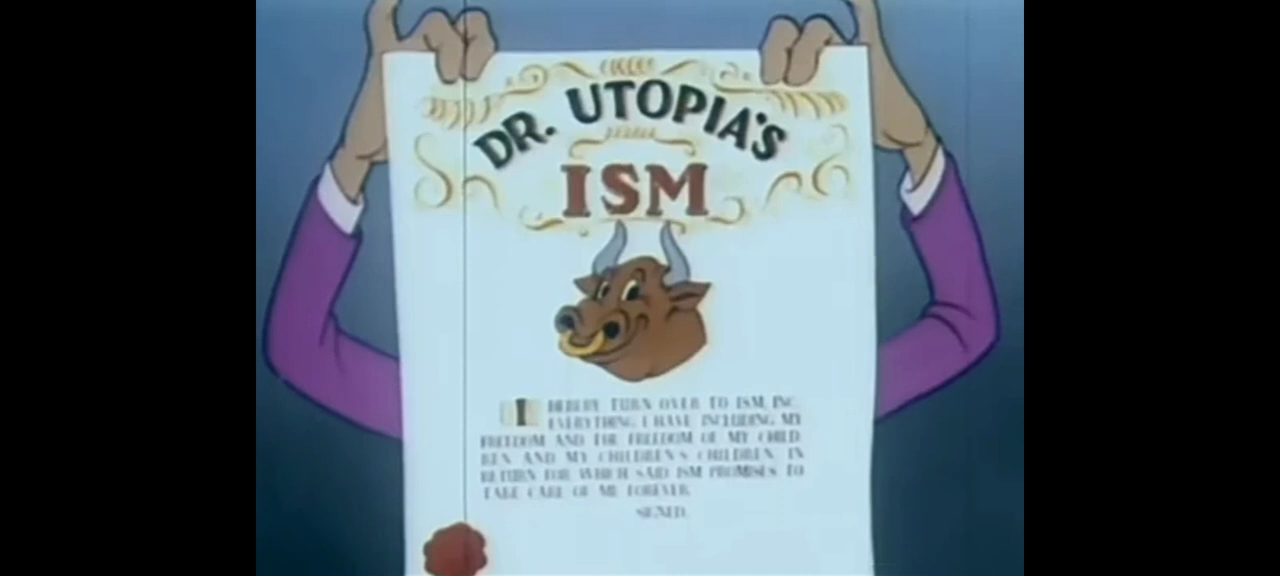 DR. UTOPIA'S
ISM
I HEREBY TURN OVER TO ISM, INC.
EVERYTHING I HAVE INCLUDING MY
FREEDOM AND THE FREEDOM OF MY CHILD
REN AND MY CHILDREN'S CHILDREN, IN
RETURN FOR WHICH SAID ISM PROMISES TO
TAKE CARE OF ME FOREVER.
SIGNED.